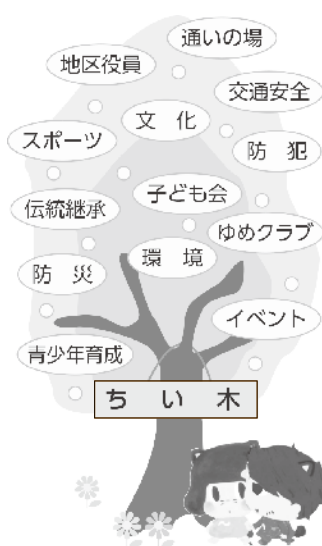 通いの場
地区役員
交通安全
文 化
スポーツ
防 犯
子ども会
伝統継承
ゆめクラブ
環 境
防 災
イベント
青少年育成
ち い 木